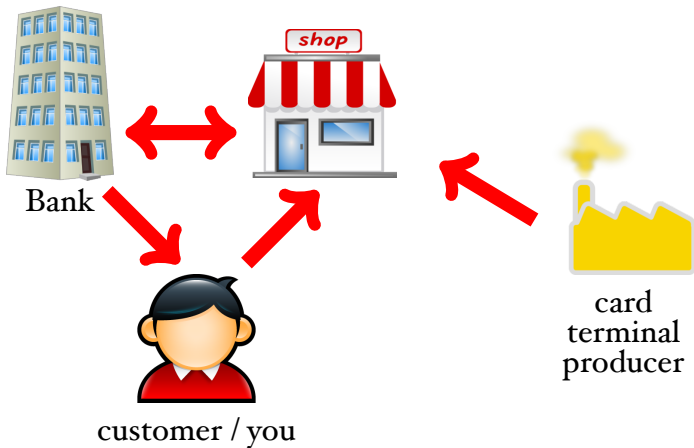 shop
Bank
card
terminal
producer
customer / you